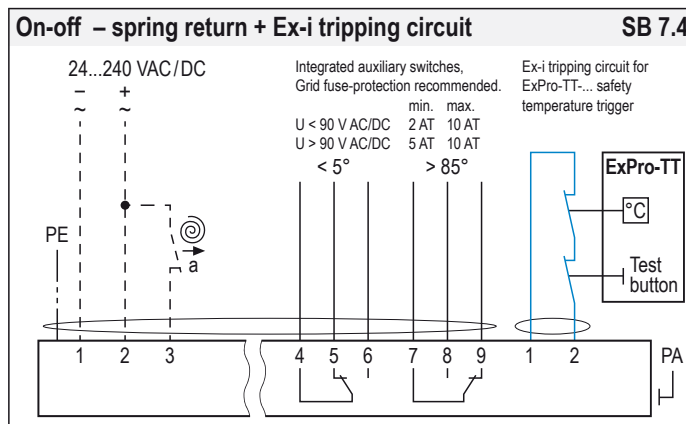 On-off – spring return + Ex-i tripping circuit SB 7.4
24...240 VAC/DC
– +
~ ~
Integrated auxiliary switches,
Grid fuse-protection recommended.
min. max.
U < 90 V AC/DC 2 AT 10 AT
U > 90 V AC/DC 5 AT 10 AT
< 5° > 85°
Ex-i tripping circuit for
ExPro-TT-... safety
temperature trigger
ExPro-TT
°C
Test
button
PE
a
1 2 3 4 5 6 7 8 9 1 2 PA